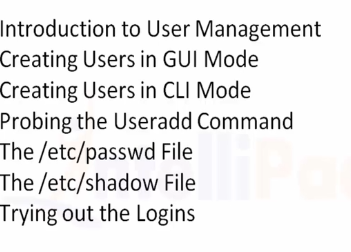 Introduction to User Management
Creating Users in GUI Mode
Creating Users in CLI Mode
Probing the Useradd Command
The /etc/passwd File
The /etc/shadow File
Trying out the Logins